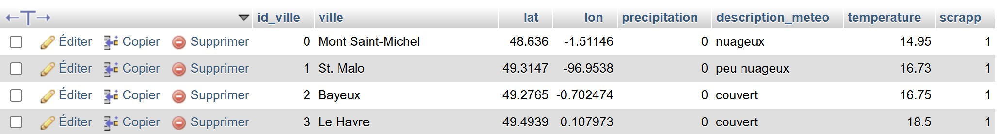 id_ville ville lat lon precipitation description_meteo temperature scrapp
Éditer Copier Supprimer 0 Mont Saint-Michel 48.636 -1.51146 0 nuageux 14.95 1
Éditer Copier Supprimer 1 St. Malo 49.3147 -96.9538 0 peu nuageux 16.73 1
Éditer Copier Supprimer 2 Bayeux 49.2765 -0.702474 0 couvert 16.75 1
Éditer Copier Supprimer 3 Le Havre 49.4939 0.107973 0 couvert 18.5 1